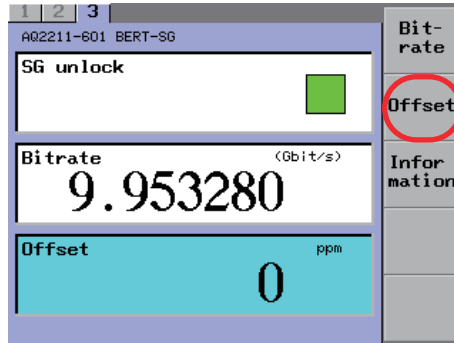 1 2 3
AQ2211-601 BERT-SG
SG unlock
Bitrate (Gbit/s)
9.953280
Offset ppm
0
Bit-
rate
Offset
Infor
mation